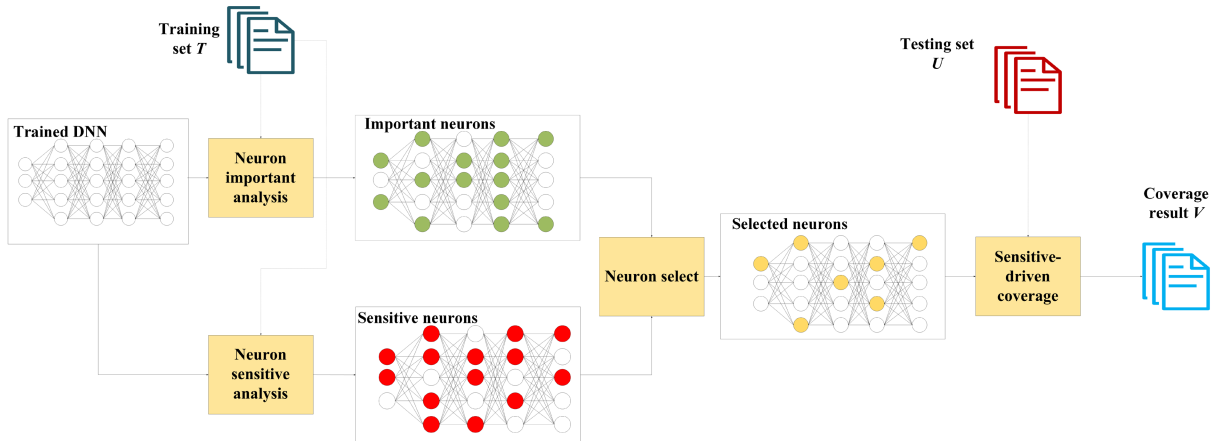 Training
set T
Testing set
U
Trained DNN
Neuron
important
analysis
Important neurons
Coverage
result V
Selected neurons
Neuron select
Sensitive-
driven
coverage
Sensitive neurons
Neuron
sensitive
analysis